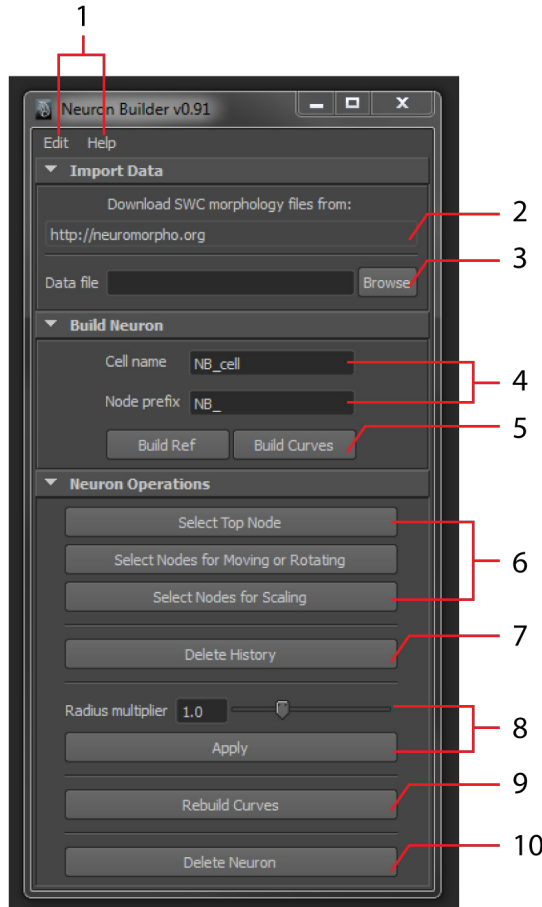 1
Neuron Builder v0.91
Edit Help
Import Data
Download SWC morphology files from:
http://neuromorpho.org
2
3
Data file Browse
Build Neuron
Cell name NB_cell
4
Node prefix NB_
5
Build Ref Build Curves
Neuron Operations
Select Top Node
6
Select Nodes for Moving or Rotating
Select Nodes for Scaling
7
Delete History
Radius multiplier 1.0
8
Apply
9
Rebuild Curves
10
Delete Neuron